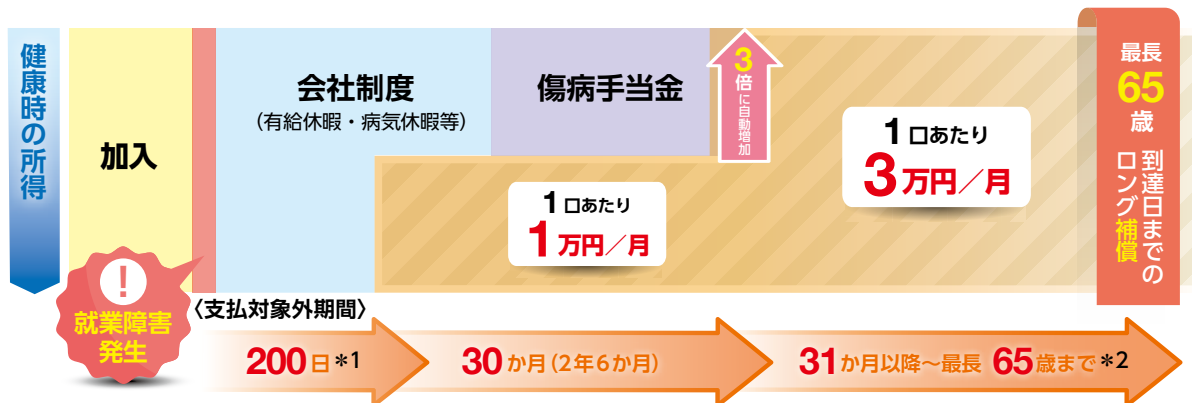 健康時の所得
加入
!
就業障害
発生
会社制度
(有給休暇・病気休暇等)
傷病手当金
3倍に自動増加
1口あたり
1万円/月
1口あたり
3万円/月
最長
65
歳
到達日までの
ロング補償
〈支払対象外期間〉
200日*1
30か月(2年6か月)
31か月以降~最長 65歳まで*2